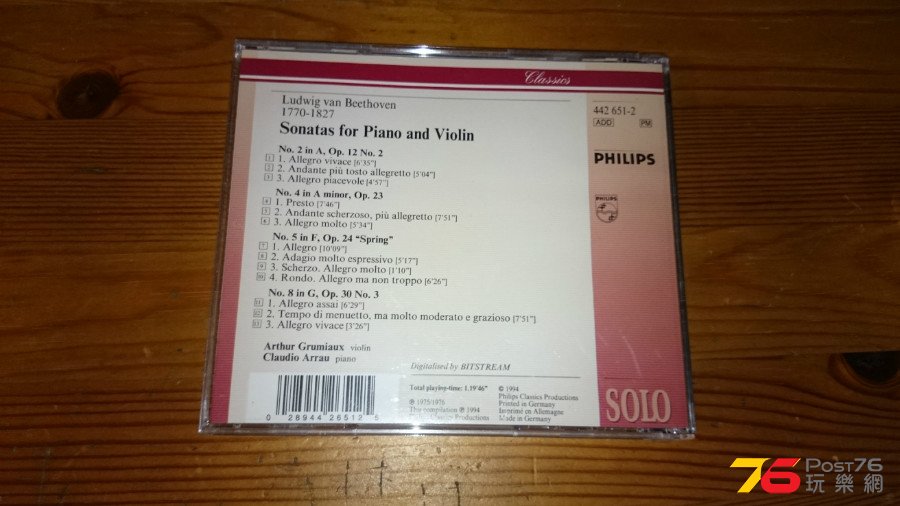 Classics
Ludwig van Beethoven
1770-1827
Sonatas for Piano and Violin
No. 2 in A, Op. 12 No. 2
1 1. Allegro vivace [6'35"]
2 2. Andante più tosto allegretto [5'04"]
3 3. Allegro piacevole [4'57"]
No. 4 in A minor, Op. 23
4 1. Presto [7'46"]
5 2. Andante scherzoso, più allegretto [7'51"]
6 3. Allegro molto [5'34"]
No. 5 in F, Op. 24 "Spring"
7 1. Allegro [10'09"]
8 2. Adagio molto espressivo [5'17"]
9 3. Scherzo. Allegro molto [1'10"]
10 4. Rondo. Allegro ma non troppo [6'26"]
No. 8 in G, Op. 30 No. 3
11 1. Allegro assai [6'29"]
12 2. Tempo di menuetto, ma molto moderato e grazioso [7'51"]
13 3. Allegro vivace [3'26"]
Arthur Grumiaux violin
Claudio Arrau piano
Digitalised by BITSTREAM
Total playing-time: 1.19'46"
℗ 1975/1976
This compilation ℗ 1994
Philips Classics Productions
© 1994
Philips Classics Productions
Printed in Germany
Imprimé en Allemagne
Made in Germany
0 28944 26512 5
442 651-2
ADD PM
PHILIPS
PHILIPS
SOLO
76 Post76
玩樂網